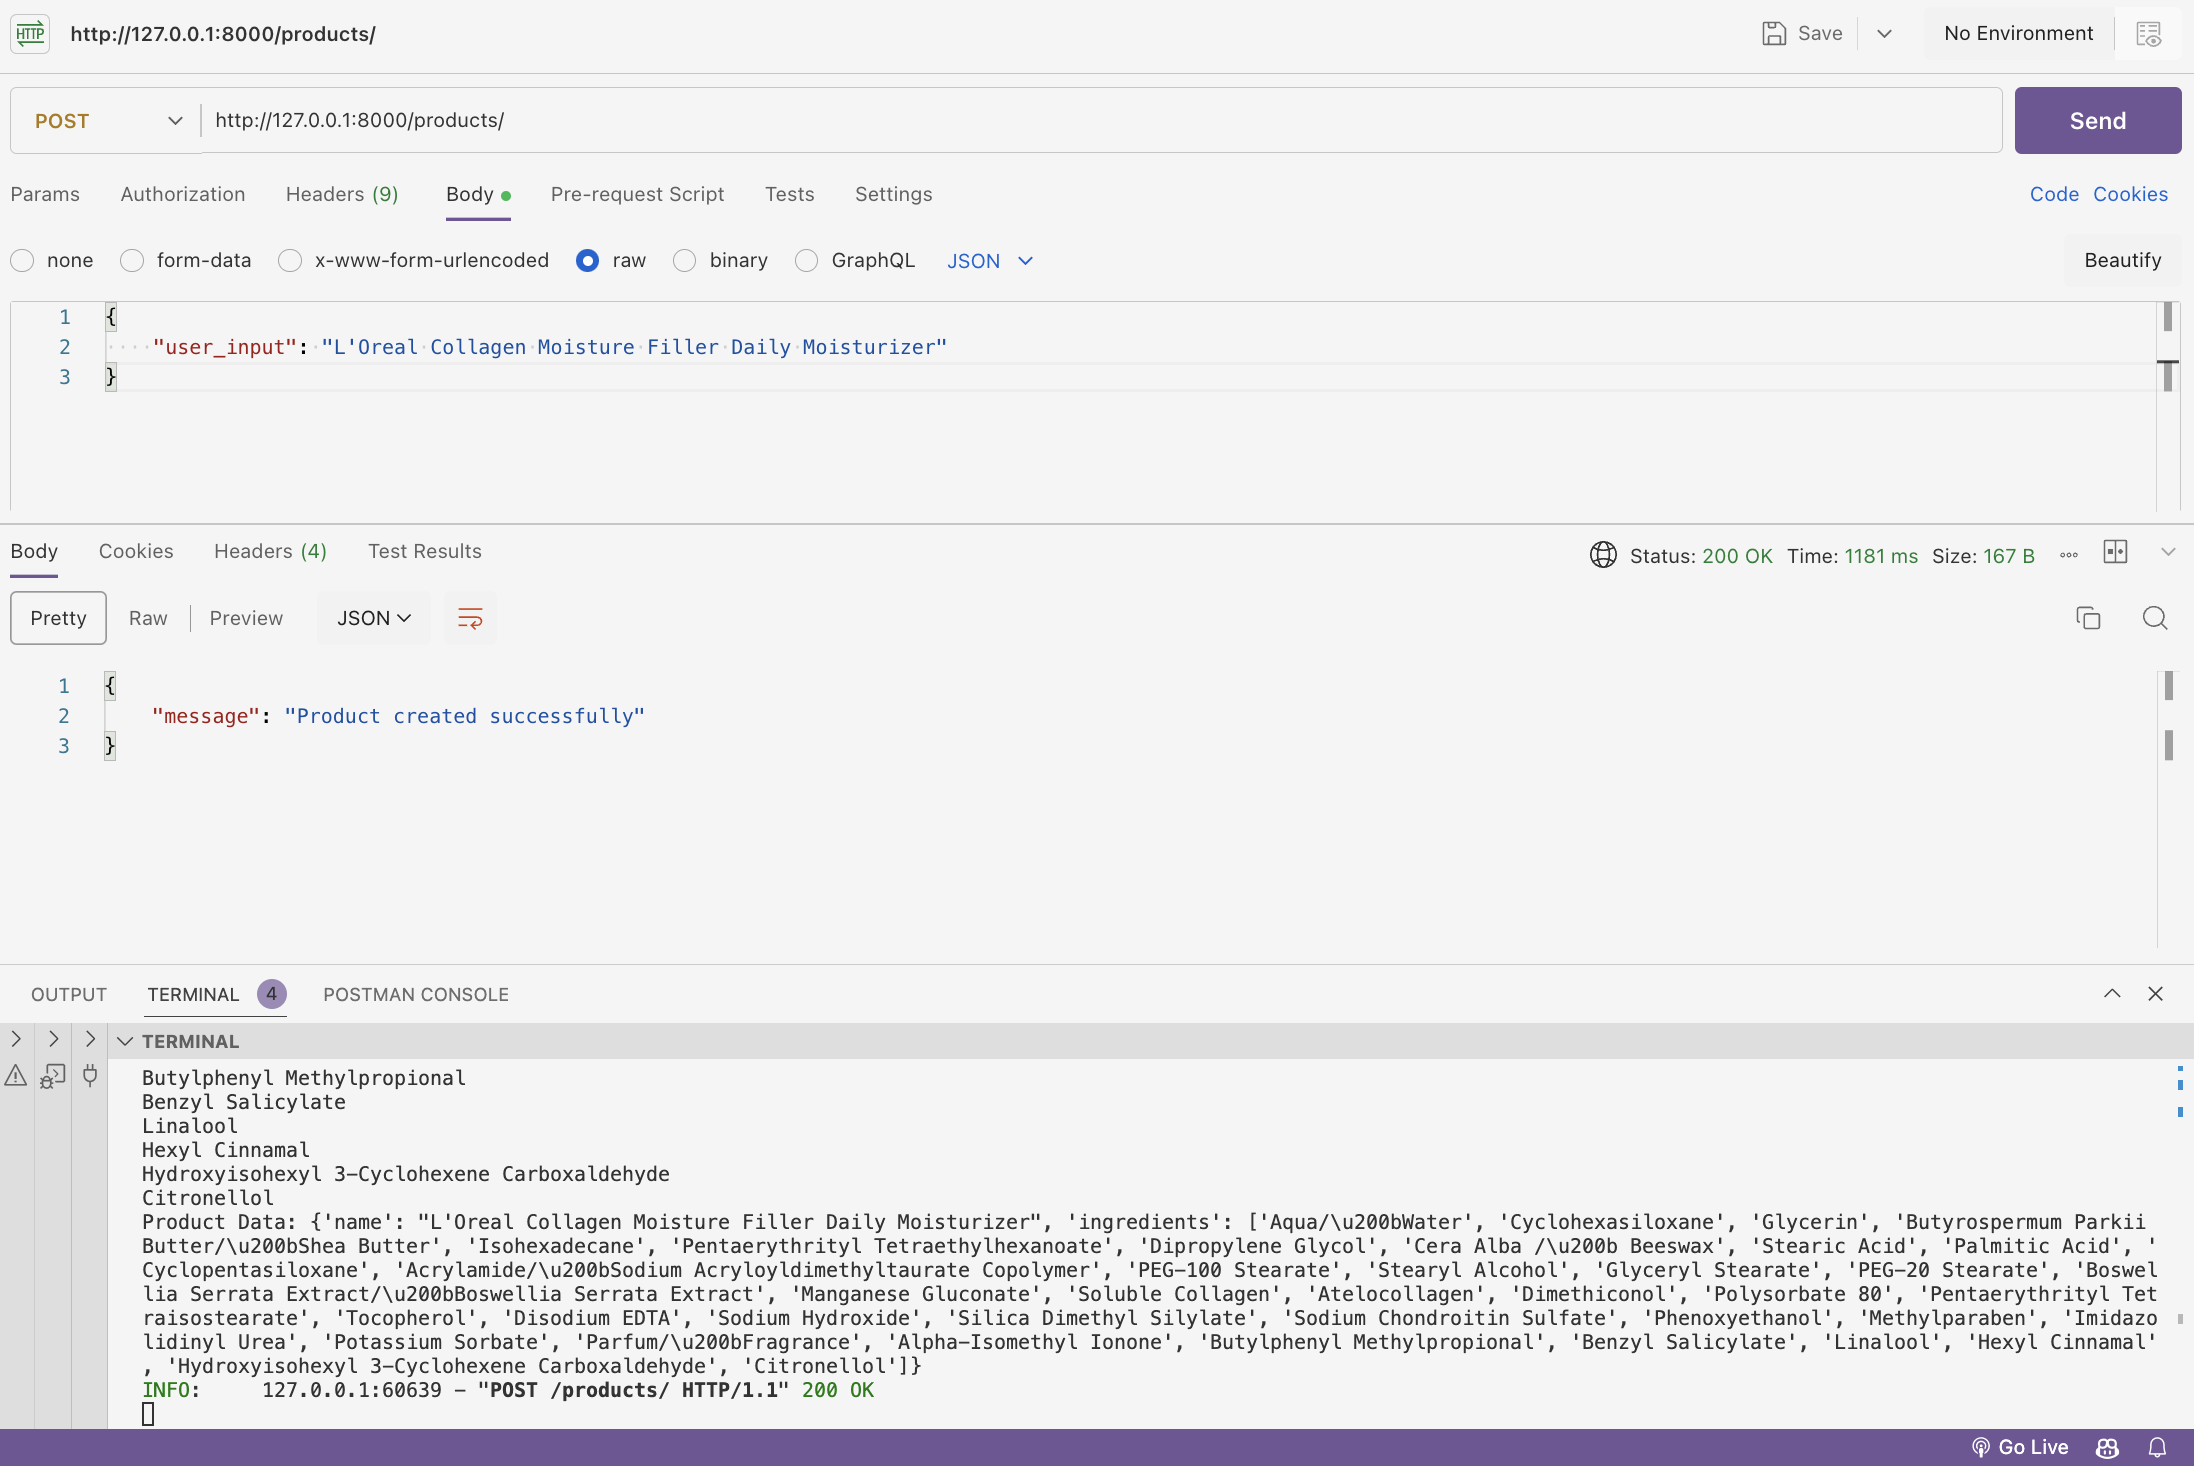 HTTP http://127.0.0.1:8000/products/ Save No Environment
POST http://127.0.0.1:8000/products/ Send
Params Authorization Headers (9) Body Pre-request Script Tests Settings Code Cookies
none form-data x-www-form-urlencoded raw binary GraphQL JSON Beautify
1 {
2 "user_input": "L'Oreal Collagen Moisture Filler Daily Moisturizer"
3 }
Body Cookies Headers (4) Test Results Status: 200 OK Time: 1181 ms Size: 167 B
Pretty Raw Preview JSON
1 {
2 "message": "Product created successfully"
3 }
OUTPUT TERMINAL 4 POSTMAN CONSOLE
TERMINAL
Butylphenyl Methylpropional
Benzyl Salicylate
Linalool
Hexyl Cinnamal
Hydroxyisohexyl 3-Cyclohexene Carboxaldehyde
Citronellol
Product Data: {'name': "L'Oreal Collagen Moisture Filler Daily Moisturizer", 'ingredients': ['Aqua/\u200bWater', 'Cyclohexasiloxane', 'Glycerin', 'Butyrospermum Parkii
Butter/\u200bShea Butter', 'Isohexadecane', 'Pentaerythrityl Tetraethylhexanoate', 'Dipropylene Glycol', 'Cera Alba /\u200b Beeswax', 'Stearic Acid', 'Palmitic Acid', '
Cyclopentasiloxane', 'Acrylamide/\u200bSodium Acryloyldimethyltaurate Copolymer', 'PEG-100 Stearate', 'Stearyl Alcohol', 'Glyceryl Stearate', 'PEG-20 Stearate', 'Boswel
lia Serrata Extract/\u200bBoswellia Serrata Extract', 'Manganese Gluconate', 'Soluble Collagen', 'Atelocollagen', 'Dimethiconol', 'Polysorbate 80', 'Pentaerythrityl Tet
raisostearate', 'Tocopherol', 'Disodium EDTA', 'Sodium Hydroxide', 'Silica Dimethyl Silylate', 'Sodium Chondroitin Sulfate', 'Phenoxyethanol', 'Methylparaben', 'Imidazo
lidinyl Urea', 'Potassium Sorbate', 'Parfum/\u200bFragrance', 'Alpha-Isomethyl Ionone', 'Butylphenyl Methylpropional', 'Benzyl Salicylate', 'Linalool', 'Hexyl Cinnamal'
, 'Hydroxyisohexyl 3-Cyclohexene Carboxaldehyde', 'Citronellol']}
INFO: 127.0.0.1:60639 - "POST /products/ HTTP/1.1" 200 OK
Go Live